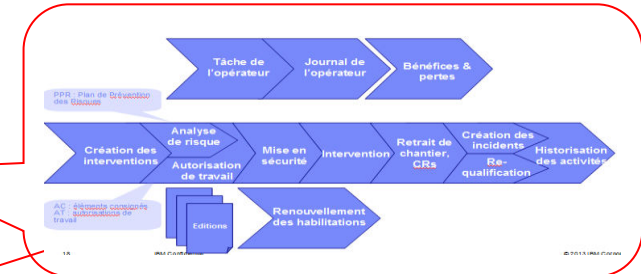 Tâche de
l'opérateur
Journal de
l'opérateur
Bénéfices &
pertes
PPR : Plan de Prévention
des Risques
Création des
interventions
Analyse
de risque
Autorisation
de travail
Mise en
sécurité
Intervention
Retrait de
chantier,
CRs
Création des
incidents
Re-
qualification
Historisation
des activités
AC : éléments consignés
AT : autorisations de
travail
Editions
Renouvellement
des habilitations
18
© 2013 IBM